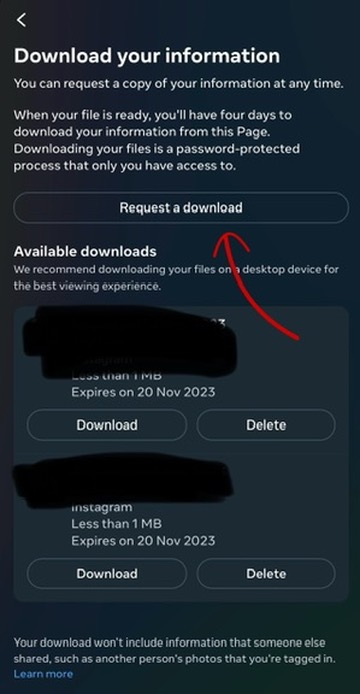 Download your information
You can request a copy of your information at any time.
When your file is ready, you'll have four days to
download your information from this Page.
Downloading your files is a password-protected
process that only you have access to.
Request a download
Available downloads
We recommend downloading your files on a desktop device for
the best viewing experience.
Instagram
Less than 1 MB
Expires on 20 Nov 2023
Download
Delete
Instagram
Less than 1 MB
Expires on 20 Nov 2023
Download
Delete
Your download won't include information that someone else
shared, such as another person's photos that you're tagged in.
Learn more